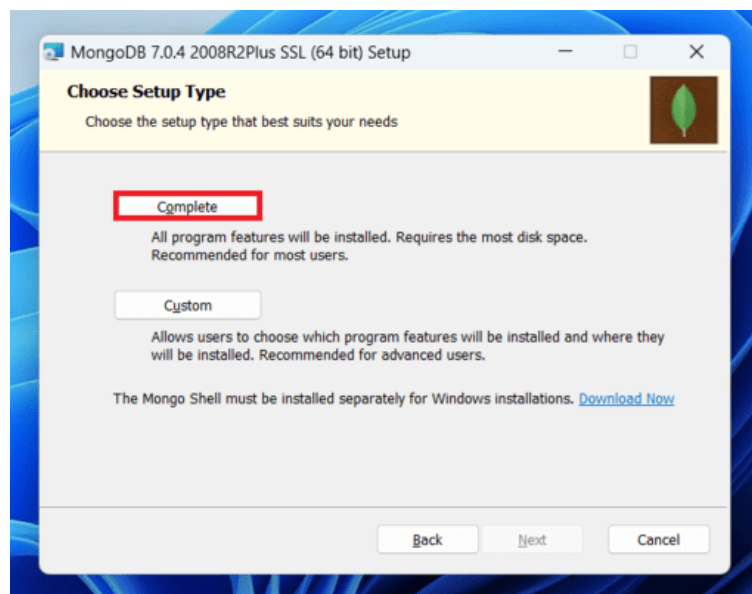 MongoDB 7.0.4 2008R2Plus SSL (64 bit) Setup
Choose Setup Type
Choose the setup type that best suits your needs
Complete
All program features will be installed. Requires the most disk space.
Recommended for most users.
Custom
Allows users to choose which program features will be installed and where they
will be installed. Recommended for advanced users.
The Mongo Shell must be installed separately for Windows installations. Download Now
Back Next Cancel